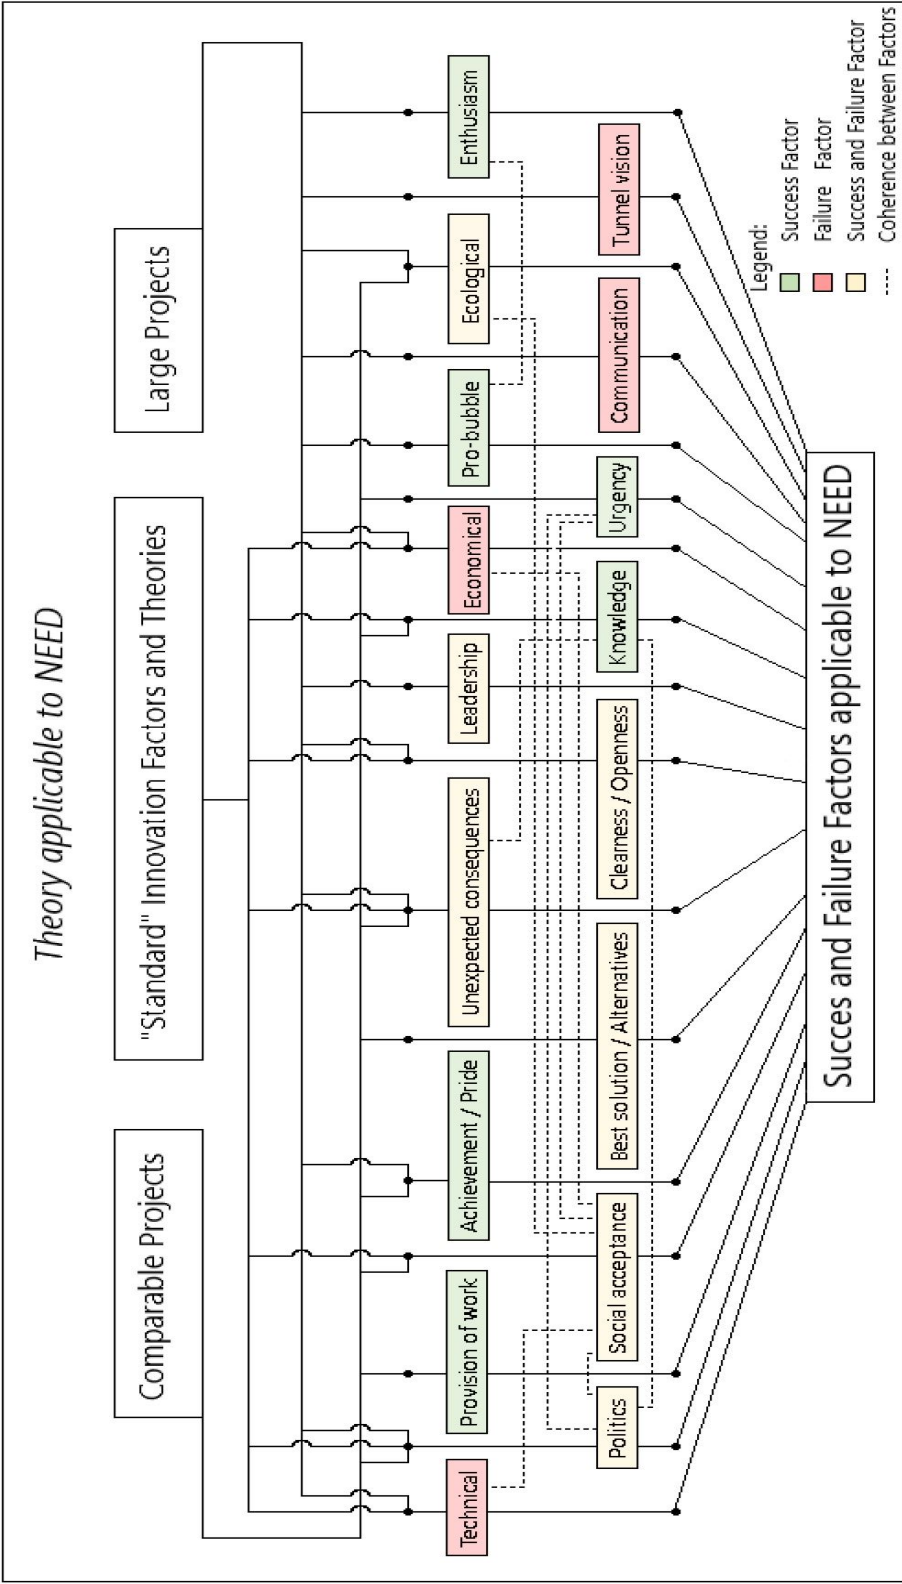 Theory applicable to NEED
Comparable Projects
"Standard" Innovation Factors and Theories
Large Projects
Technical
Provision of work
Achievement / Pride
Unexpected consequences
Leadership
Economical
Pro-bubble
Ecological
Enthusiasm
Politics
Social acceptance
Best solution / Alternatives
Clearness / Openness
Knowledge
Urgency
Communication
Tunnel vision
Succes and Failure Factors applicable to NEED
Legend:
Success Factor
Failure Factor
Success and Failure Factor
Coherence between Factors